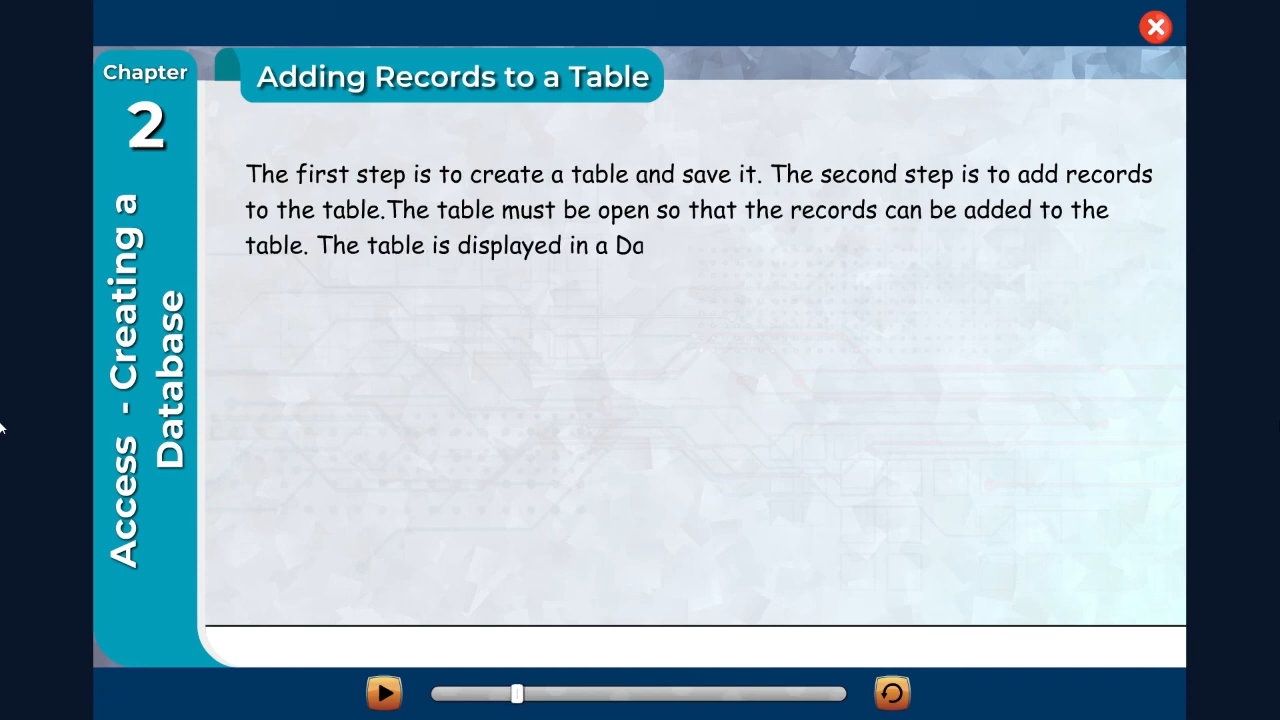 Chapter
2
Access - Creating a
Database
Adding Records to a Table
The first step is to create a table and save it. The second step is to add records
to the table.The table must be open so that the records can be added to the
table. The table is displayed in a Da